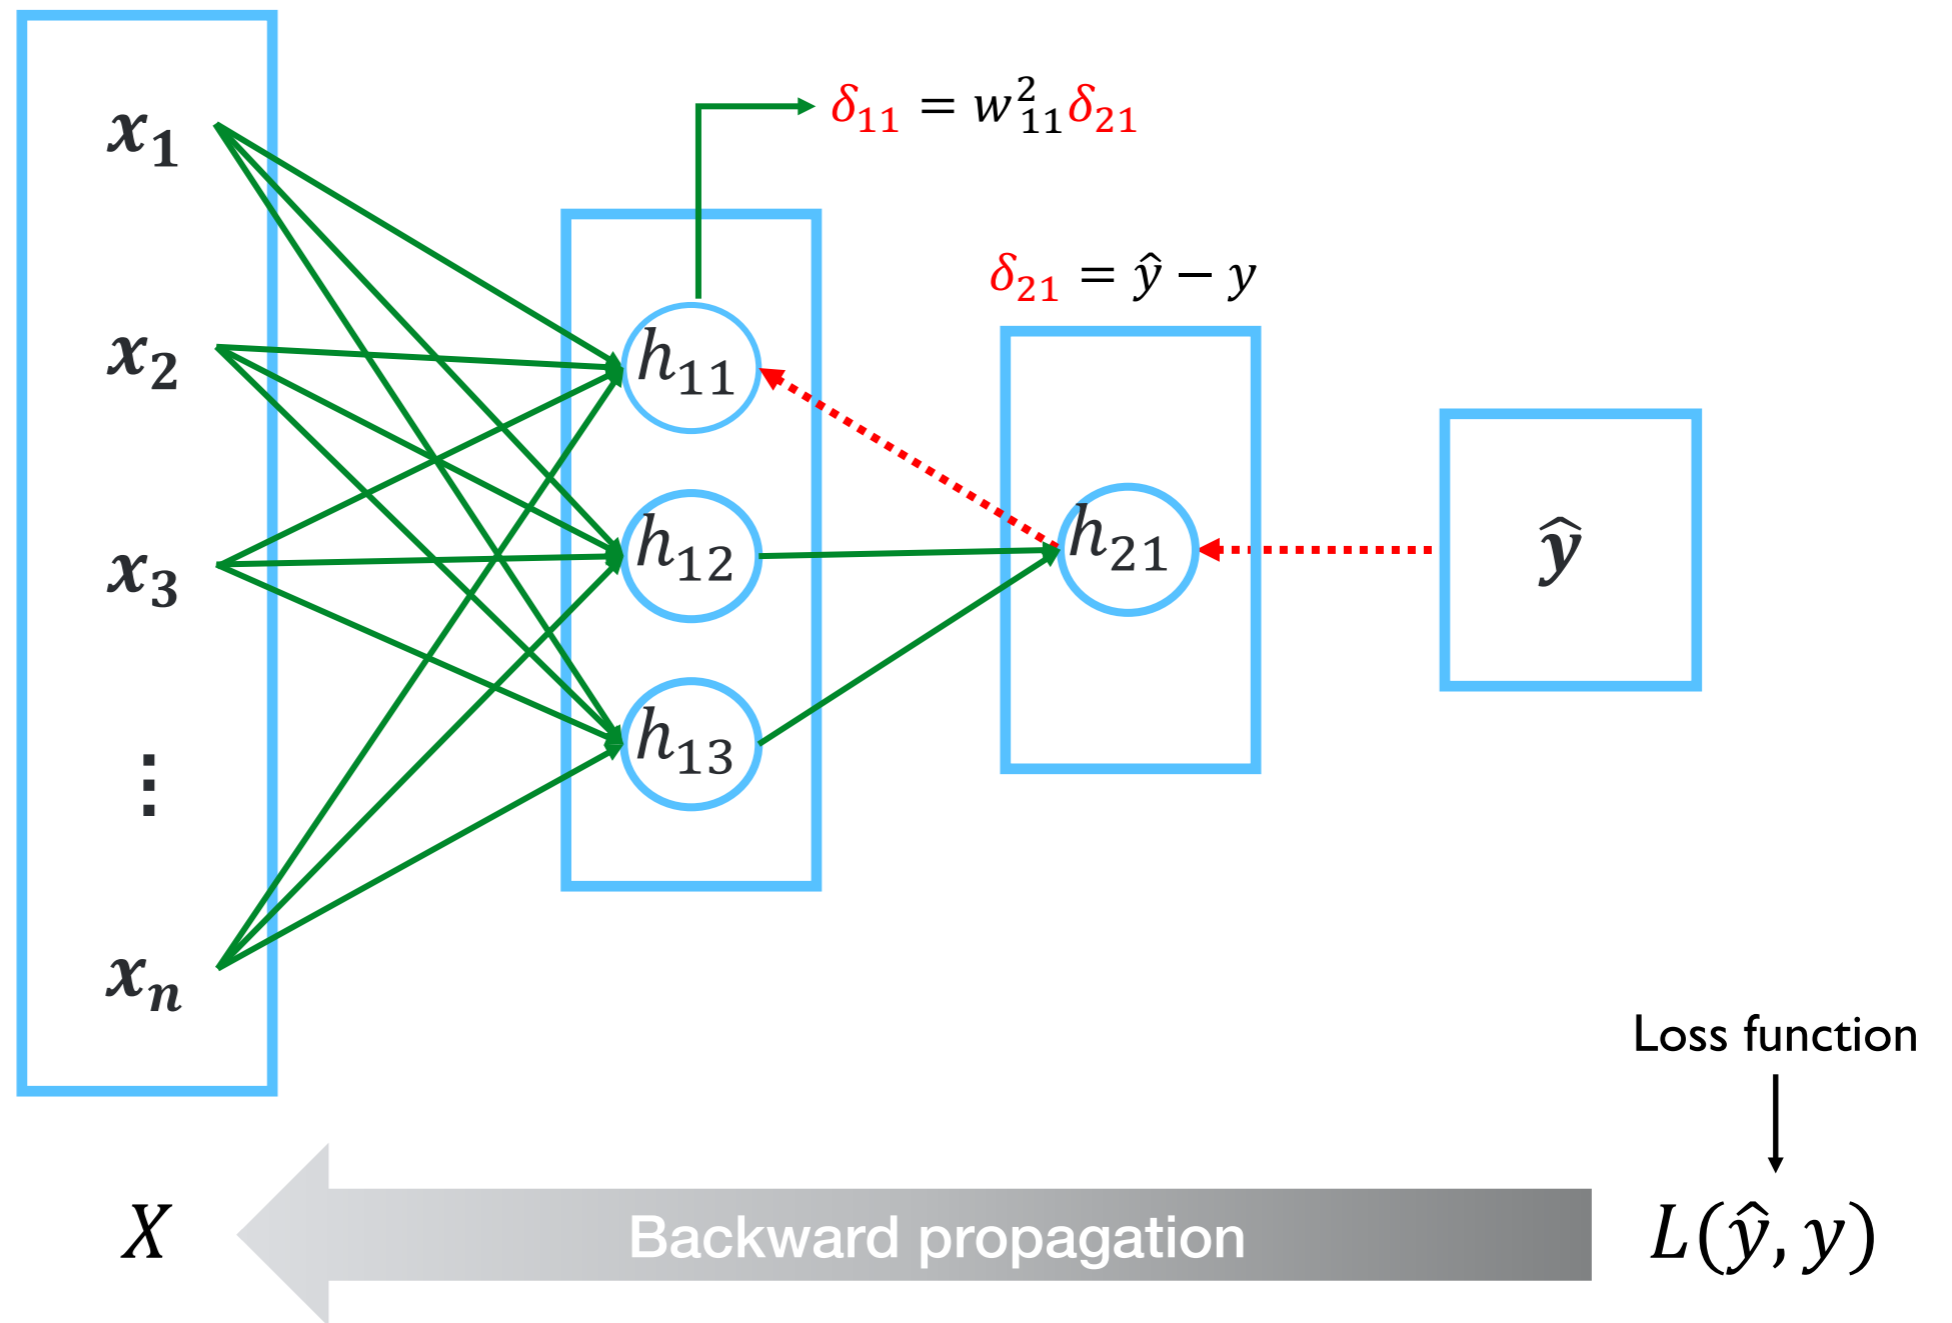 x₁
x₂
x₃
⋮
xₙ
δ₁₁ = w²₁₁δ₂₁
h₁₁
h₁₂
h₁₃
δ₂₁ = ŷ − y
h₂₁
ŷ
Loss function
X
Backward propagation
L(ŷ, y)